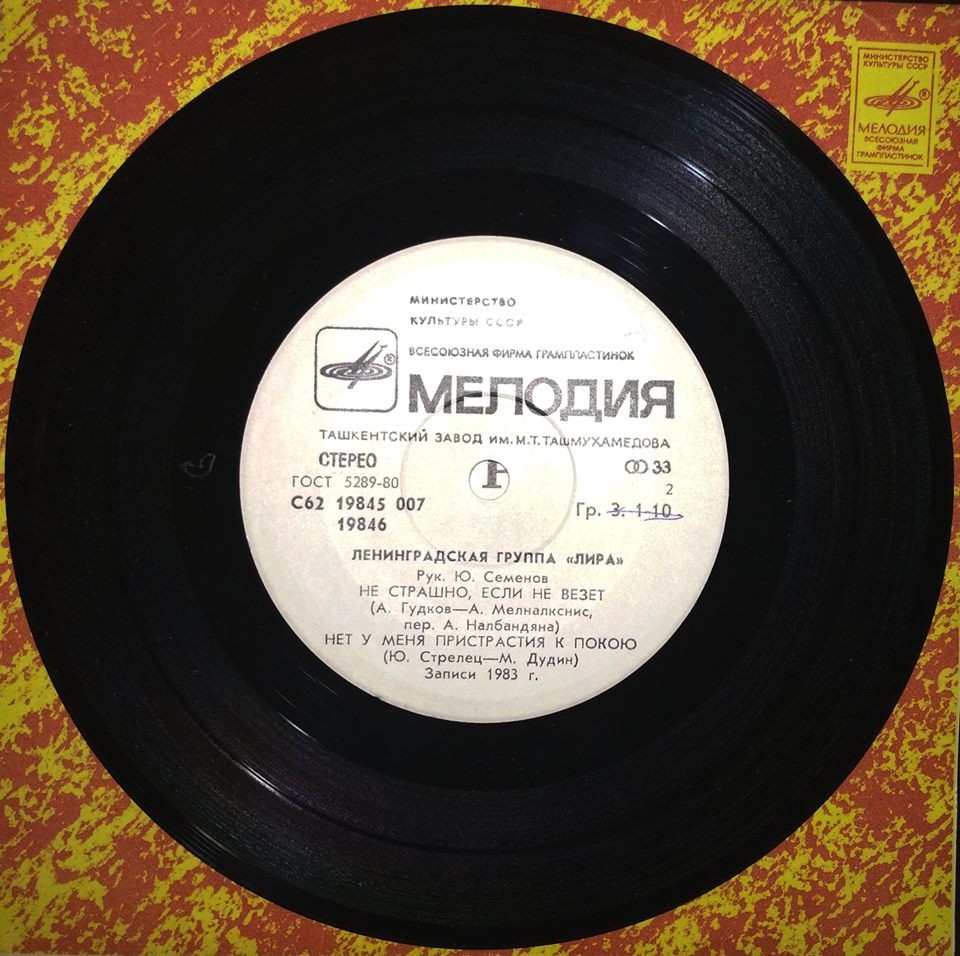 МИНИСТЕРСТВО
КУЛЬТУРЫ СССР
МЕЛОДИЯ
ВСЕСОЮЗНАЯ
ФИРМА
ГРАМПЛАСТИНОК
МИНИСТЕРСТВО
КУЛЬТУРЫ СССР
ВСЕСОЮЗНАЯ ФИРМА ГРАМПЛАСТИНОК
МЕЛОДИЯ
ТАШКЕНТСКИЙ ЗАВОД ИМ. М.Т.ТАШМУХАМЕДОВА
СТЕРЕО 33
ГОСТ 5289-80 2
С62 19845 007 Гр. 3. 1-10
19846
1
ЛЕНИНГРАДСКАЯ ГРУППА «ЛИРА»
Рук. Ю. Семенов
НЕ СТРАШНО, ЕСЛИ НЕ ВЕЗЕТ
(А. Гудков—А. Мелналкснис,
пер. А. Налбандяна)
НЕТ У МЕНЯ ПРИСТРАСТИЯ К ПОКОЮ
(Ю. Стрелец—М. Дудин)
Записи 1983 г.